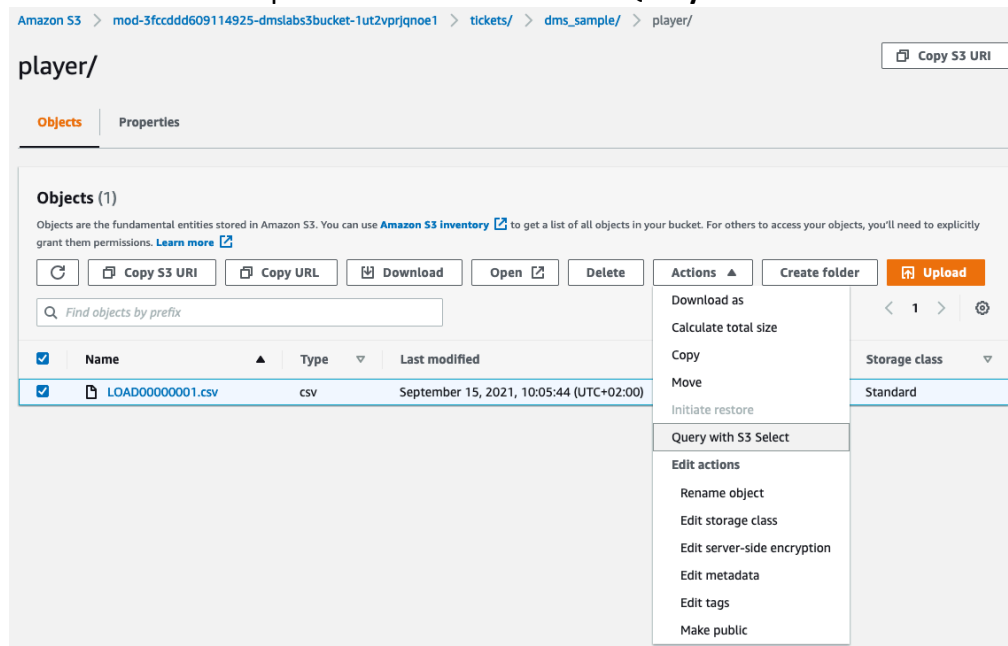 Amazon S3 > mod-3fccddd609114925-dmslabs3bucket-1ut2vprjqnoe1 > tickets/ > dms_sample/ > player/
player/
Copy S3 URI
Objects Properties
Objects (1)
Objects are the fundamental entities stored in Amazon S3. You can use Amazon S3 inventory to get a list of all objects in your bucket. For others to access your objects, you'll need to explicitly
grant them permissions. Learn more
Copy S3 URI Copy URL Download Open Delete Actions Create folder Upload
Find objects by prefix
< 1 >
Name Type Last modified Storage class
LOAD00000001.csv csv September 15, 2021, 10:05:44 (UTC+02:00) Standard
Download as
Calculate total size
Copy
Move
Initiate restore
Query with S3 Select
Edit actions
Rename object
Edit storage class
Edit server-side encryption
Edit metadata
Edit tags
Make public